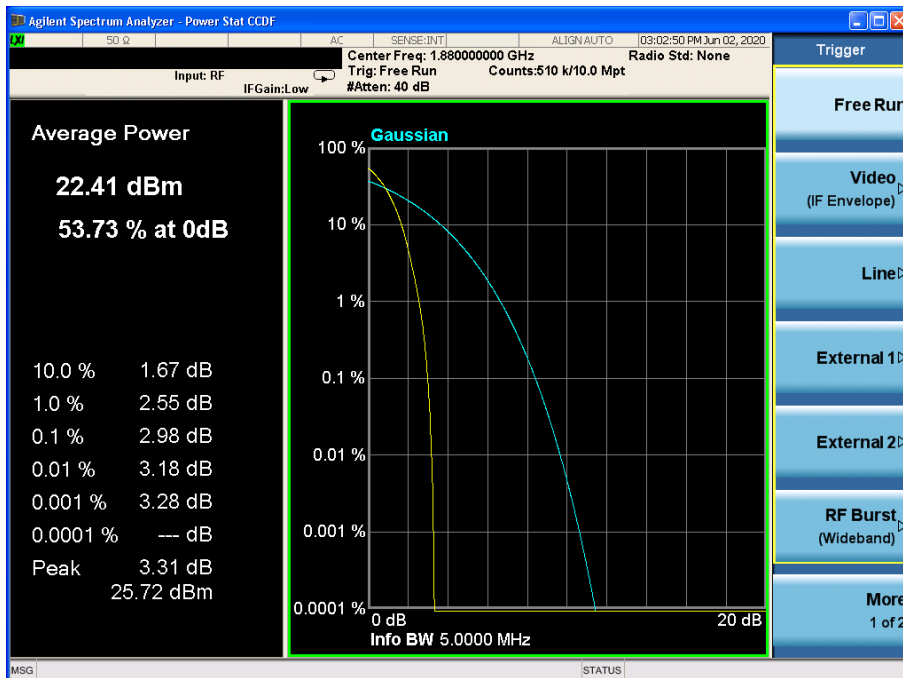 Agilent Spectrum Analyzer - Power Stat CCDF
LXI 50 Ω AC SENSE:INT ALIGN AUTO 03:02:50 PM Jun 02, 2020
Center Freq: 1.880000000 GHz Radio Std: None
Input: RF Trig: Free Run Counts:510 k/10.0 Mpt
IFGain:Low #Atten: 40 dB
Average Power
22.41 dBm
53.73 % at 0dB
10.0 % 1.67 dB
1.0 % 2.55 dB
0.1 % 2.98 dB
0.01 % 3.18 dB
0.001 % 3.28 dB
0.0001 % --- dB
Peak 3.31 dB
25.72 dBm
Gaussian
100 %
10 %
1 %
0.1 %
0.01 %
0.001 %
0.0001 %
0 dB 20 dB
Info BW 5.0000 MHz
Trigger
Free Run
Video
(IF Envelope)
Line
External 1
External 2
RF Burst
(Wideband)
More
1 of 2
MSG STATUS